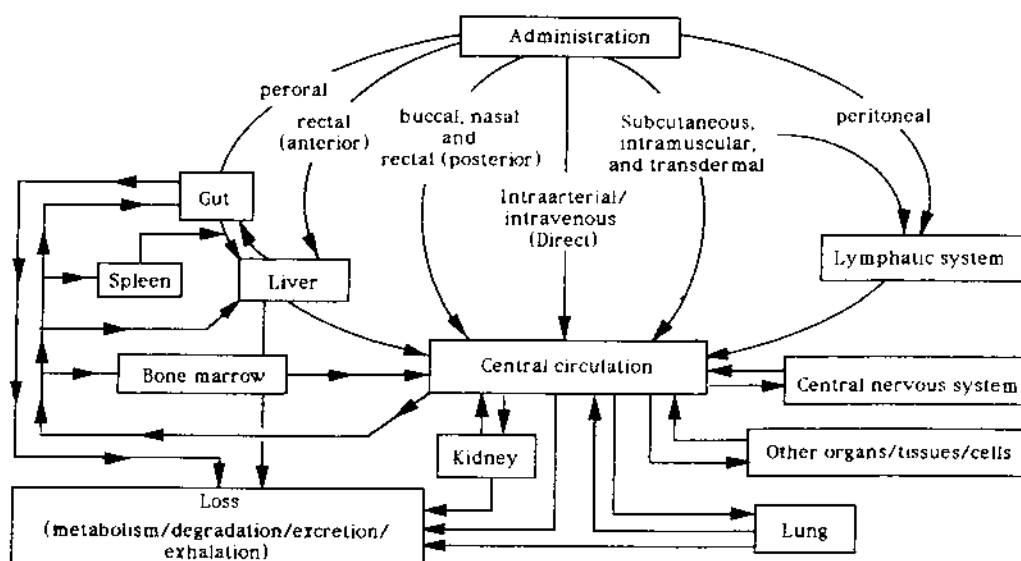 Administration
peroral
rectal
(anterior)
buccal, nasal
and
rectal (posterior)
Intraarterial/
intravenous
(Direct)
Subcutaneous,
intramuscular,
and transdermal
peritoneal
Gut
Spleen
Liver
Lymphatic system
Bone marrow
Central circulation
Central nervous system
Kidney
Other organs/tissues/cells
Loss
(metabolism/degradation/excretion/
exhalation)
Lung